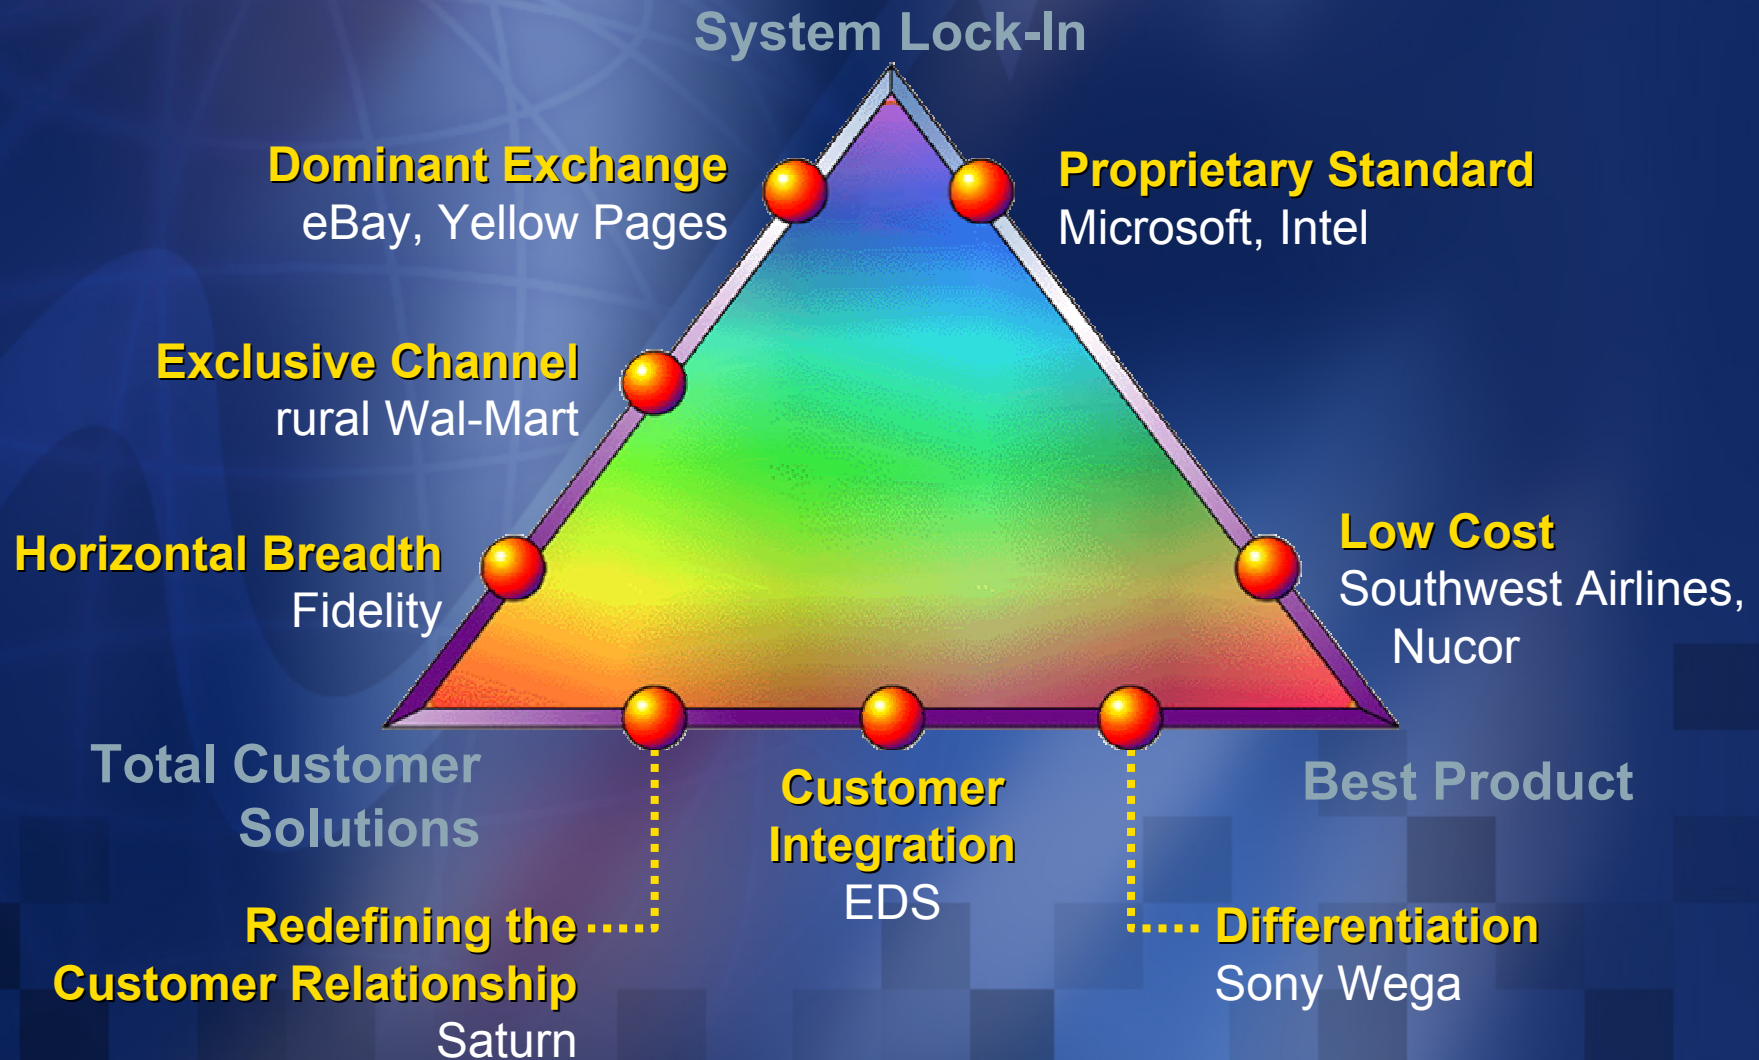 System Lock-In
Dominant Exchange
eBay, Yellow Pages
Proprietary Standard
Microsoft, Intel
Exclusive Channel
rural Wal-Mart
Horizontal Breadth
Fidelity
Low Cost
Southwest Airlines,
Nucor
Total Customer
Solutions
Best Product
Customer
Integration
EDS
Redefining the
Customer Relationship
Saturn
Differentiation
Sony Wega